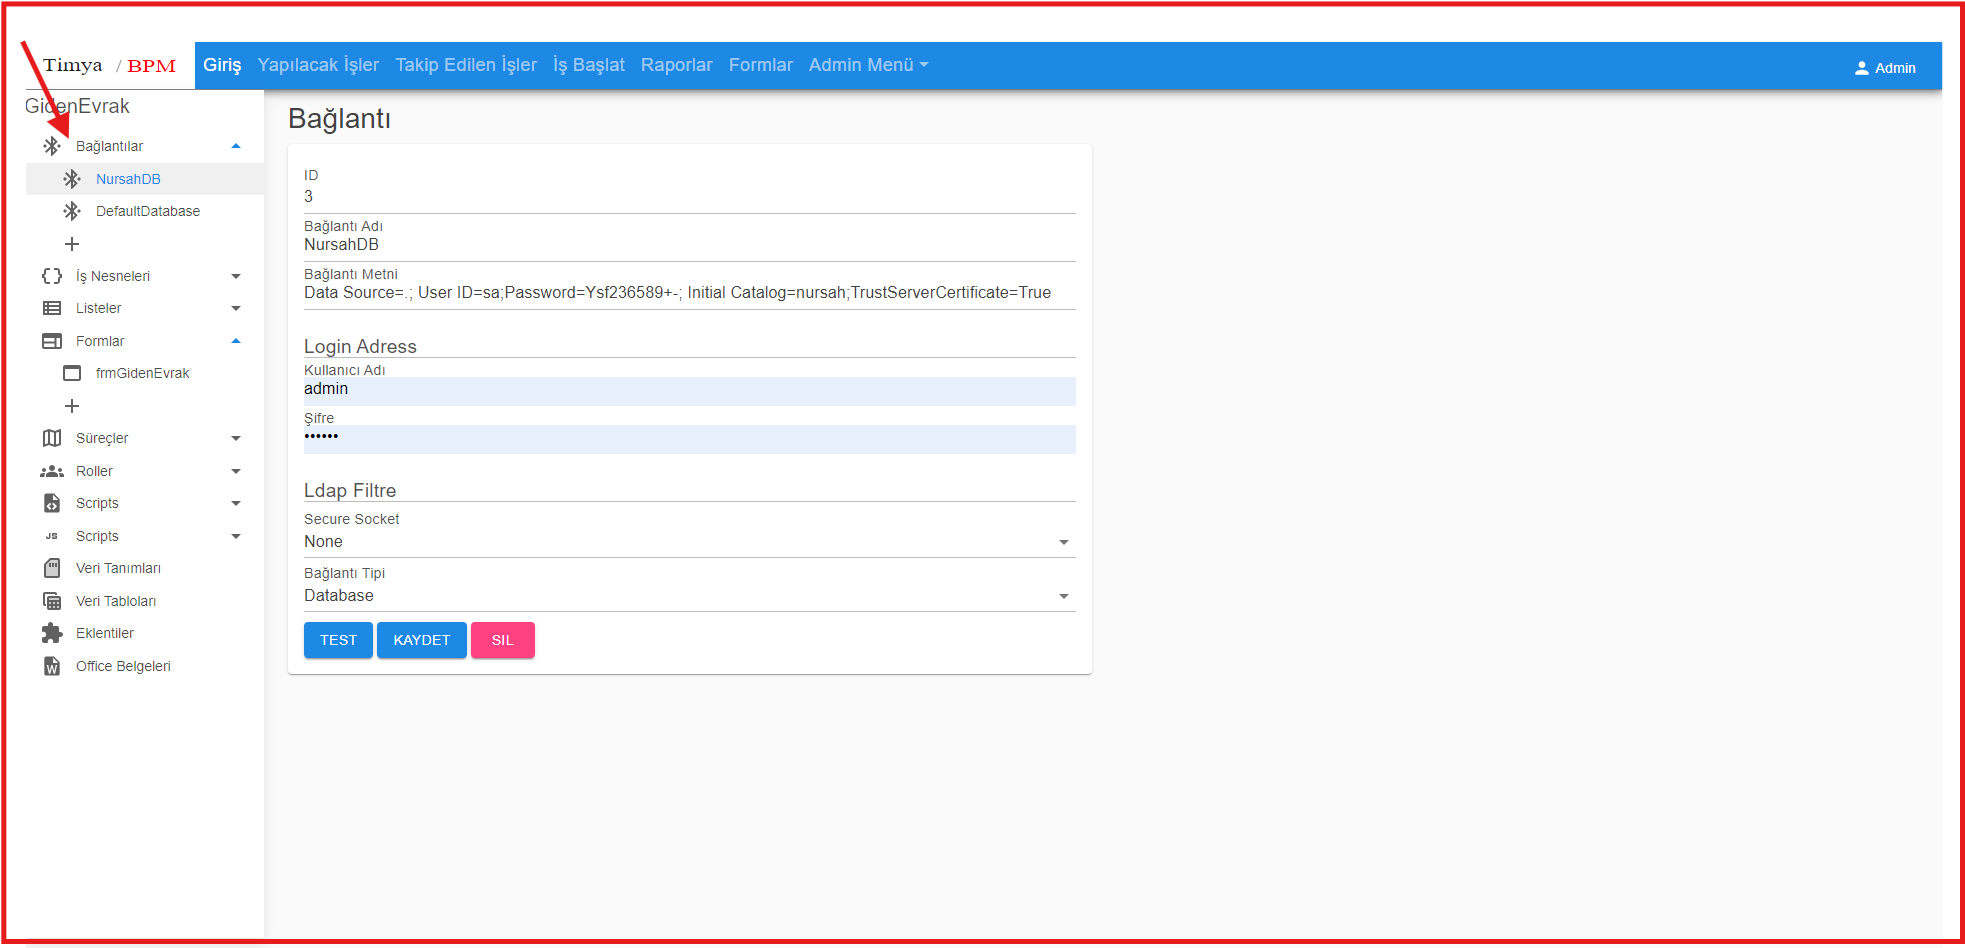 Timya / BPM Giriş Yapılacak İşler Takip Edilen İşler İş Başlat Raporlar Formlar Admin Menü Admin
GidenEvrak
Bağlantılar
NursahDB
DefaultDatabase
İş Nesneleri
Listeler
Formlar
frmGidenEvrak
Süreçler
Roller
Scripts
JS Scripts
Veri Tanımları
Veri Tabloları
Eklentiler
W Office Belgeleri
Bağlantı
ID
3
Bağlantı Adı
NursahDB
Bağlantı Metni
Data Source=.; User ID=sa;Password=Ysf236589+-; Initial Catalog=nursah;TrustServerCertificate=True
Login Adress
Kullanıcı Adı
admin
Şifre
••••••
Ldap Filtre
Secure Socket
None
Bağlantı Tipi
Database
TEST KAYDET SIL